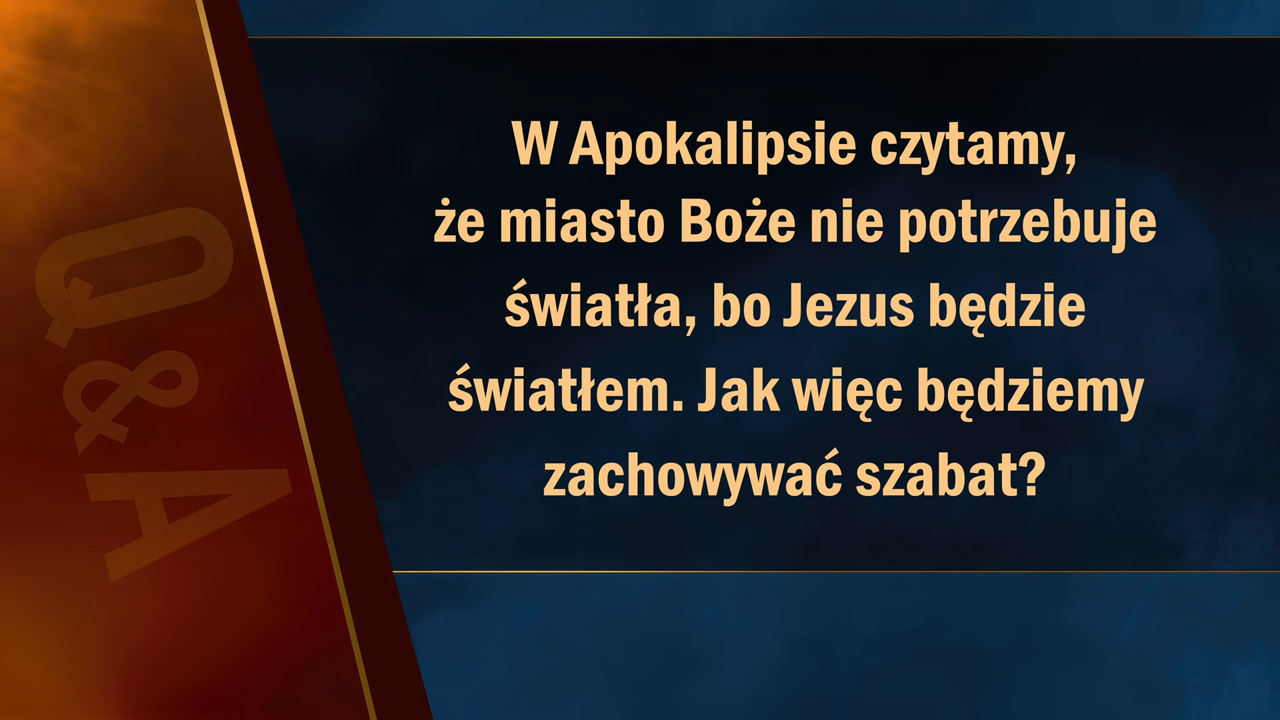 W Apokalipsie czytamy,
że miasto Boże nie potrzebuje
światła, bo Jezus będzie
światłem. Jak więc będziemy
zachowywać szabat?
Q&A